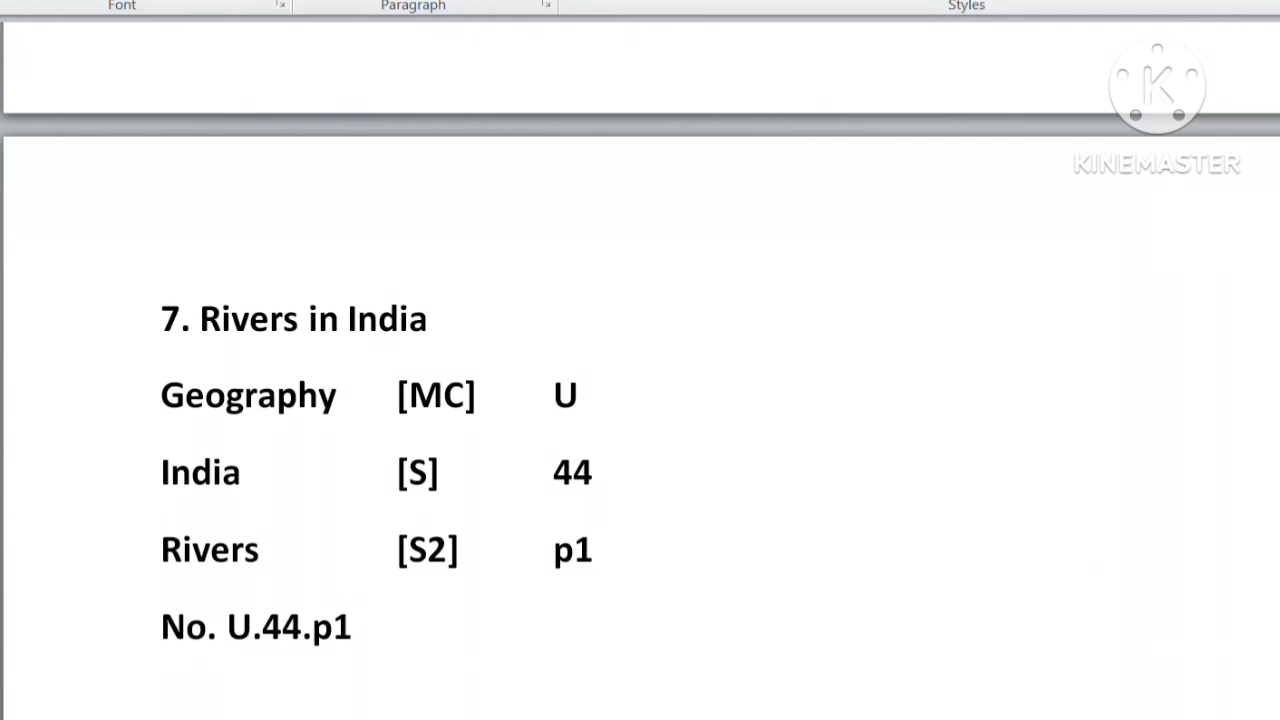 Font Paragraph Styles
K
KINEMASTER
7. Rivers in India
Geography [MC] U
India [S] 44
Rivers [S2] p1
No. U.44.p1